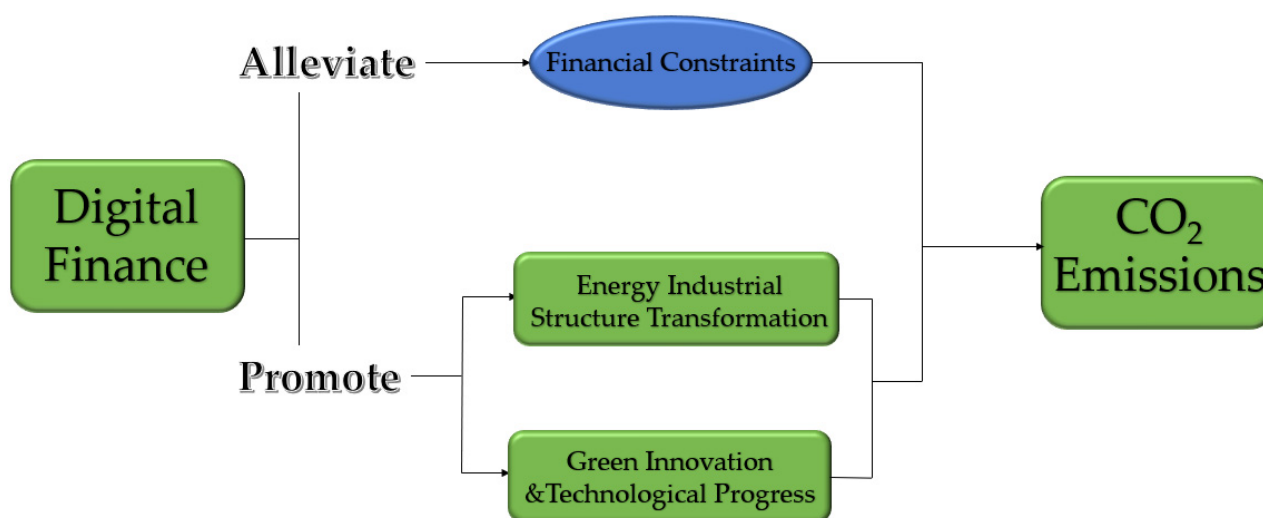 Alleviate
Financial Constraints
Digital
Finance
CO₂
Emissions
Energy Industrial
Structure Transformation
Promote
Green Innovation
&Technological Progress